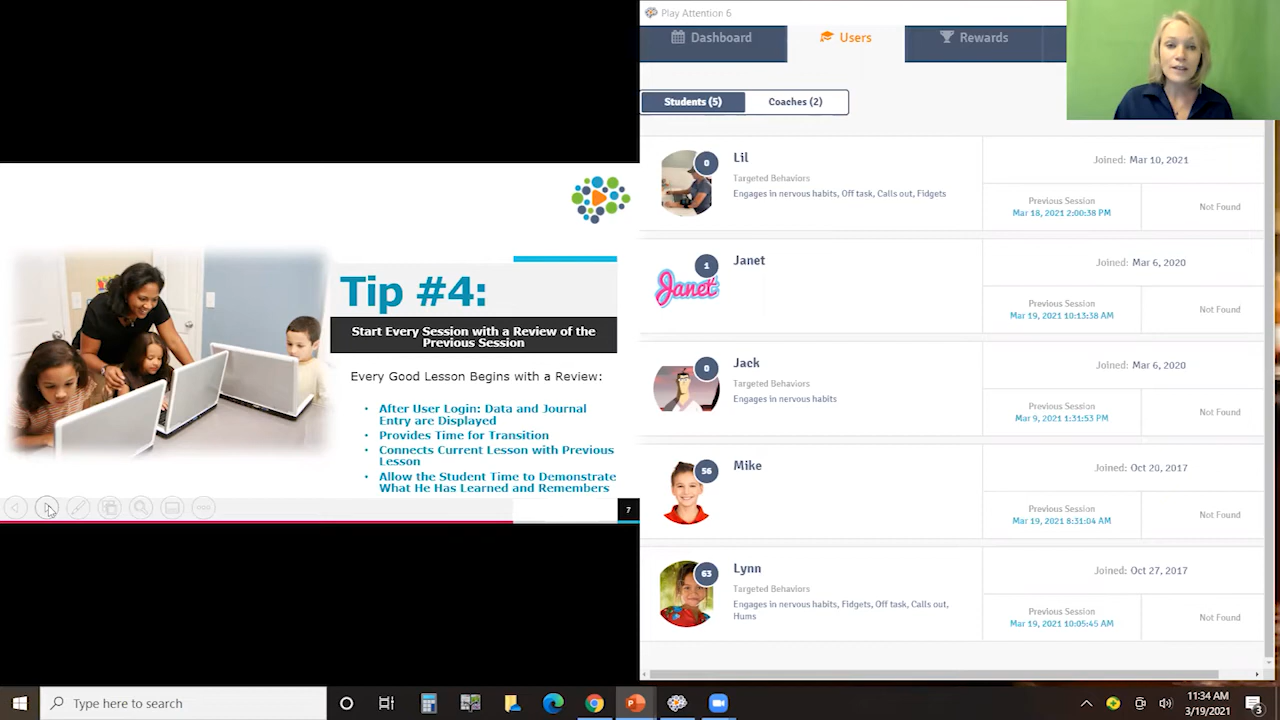 Play Attention 6
Dashboard
Users
Rewards
Students (5)
Coaches (2)
0
Lil
Targeted Behaviors
Engages in nervous habits, Off task, Calls out, Fidgets
Joined: Mar 10, 2021
Previous Session
Mar 18, 2021 2:00:38 PM
Not Found
1
Janet
Janet
Joined: Mar 6, 2020
Previous Session
Mar 19, 2021 10:13:38 AM
Not Found
0
Jack
Targeted Behaviors
Engages in nervous habits
Joined: Mar 6, 2020
Previous Session
Mar 9, 2021 1:31:53 PM
Not Found
56
Mike
Joined: Oct 20, 2017
Previous Session
Mar 19, 2021 8:31:04 AM
Not Found
63
Lynn
Targeted Behaviors
Engages in nervous habits, Fidgets, Off task, Calls out,
Hums
Joined: Oct 27, 2017
Previous Session
Mar 19, 2021 10:05:45 AM
Not Found
Tip #4:
Start Every Session with a Review of the
Previous Session
Every Good Lesson Begins with a Review:
• After User Login: Data and Journal
Entry are Displayed
• Provides Time for Transition
• Connects Current Lesson with Previous
Lesson
• Allow the Student Time to Demonstrate
What He Has Learned and Remembers
7
Type here to search
11:34 AM
3/19/2021
3